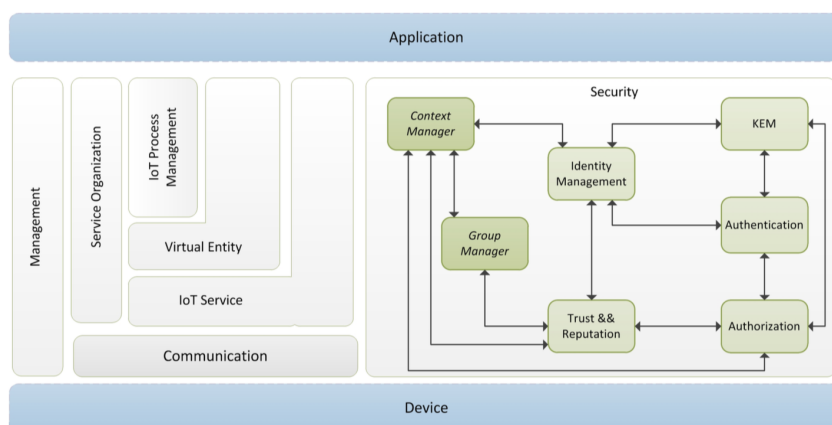 Application
Management
Service Organization
IoT Process
Management
Virtual Entity
IoT Service
Communication
Security
Context
Manager
KEM
Identity
Management
Authentication
Group
Manager
Trust &&
Reputation
Authorization
Device